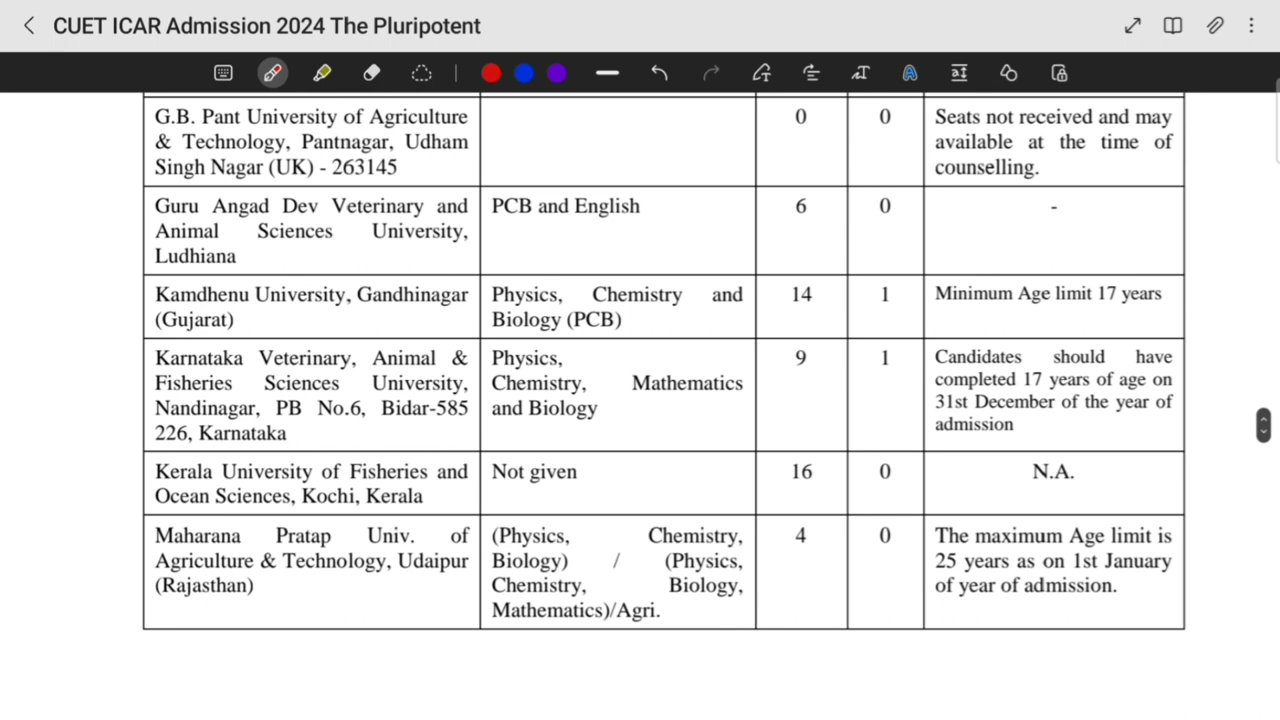 CUET ICAR Admission 2024 The Pluripotent
G.B. Pant University of Agriculture
& Technology, Pantnagar, Udham
Singh Nagar (UK) - 263145
0
0
Seats not received and may
available at the time of
counselling.
Guru Angad Dev Veterinary and
Animal Sciences University,
Ludhiana
PCB and English
6
0
-
Kamdhenu University, Gandhinagar
(Gujarat)
Physics, Chemistry and
Biology (PCB)
14
1
Minimum Age limit 17 years
Karnataka Veterinary, Animal &
Fisheries Sciences University,
Nandinagar, PB No.6, Bidar-585
226, Karnataka
Physics,
Chemistry, Mathematics
and Biology
9
1
Candidates should have
completed 17 years of age on
31st December of the year of
admission
Kerala University of Fisheries and
Ocean Sciences, Kochi, Kerala
Not given
16
0
N.A.
Maharana Pratap Univ. of
Agriculture & Technology, Udaipur
(Rajasthan)
(Physics, Chemistry,
Biology) / (Physics,
Chemistry, Biology,
Mathematics)/Agri.
4
0
The maximum Age limit is
25 years as on 1st January
of year of admission.